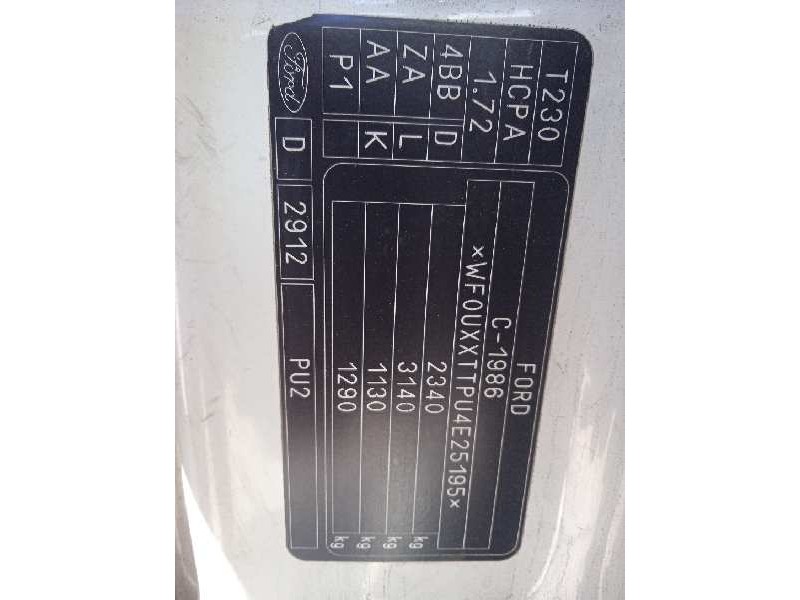 FORD
C-1986
×WF0UXXTTPU4E25195×
2340 kg
3140 kg
1130 kg
1290 kg
T230
HCPA
1.72
4BB D
ZA L
AA K
P1
Ford D 2912 PU2